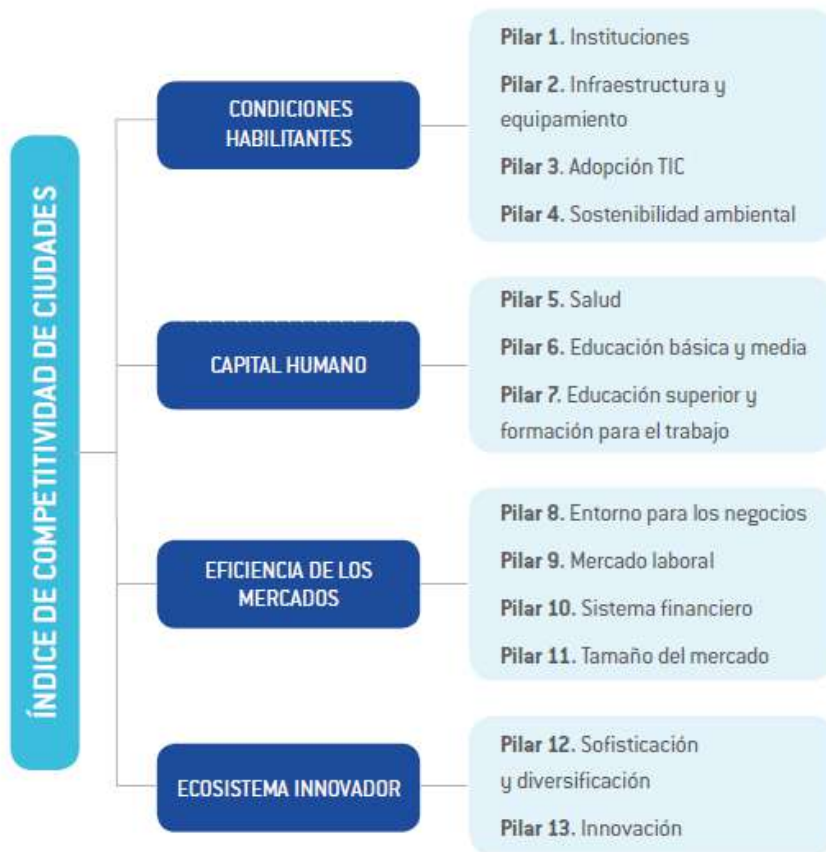 ÍNDICE DE COMPETITIVIDAD DE CIUDADES
CONDICIONES
HABILITANTES
Pilar 1. Instituciones
Pilar 2. Infraestructura y
equipamiento
Pilar 3. Adopción TIC
Pilar 4. Sostenibilidad ambiental
CAPITAL HUMANO
Pilar 5. Salud
Pilar 6. Educación básica y media
Pilar 7. Educación superior y
formación para el trabajo
EFICIENCIA DE LOS
MERCADOS
Pilar 8. Entorno para los negocios
Pilar 9. Mercado laboral
Pilar 10. Sistema financiero
Pilar 11. Tamaño del mercado
ECOSISTEMA INNOVADOR
Pilar 12. Sofisticación
y diversificación
Pilar 13. Innovación